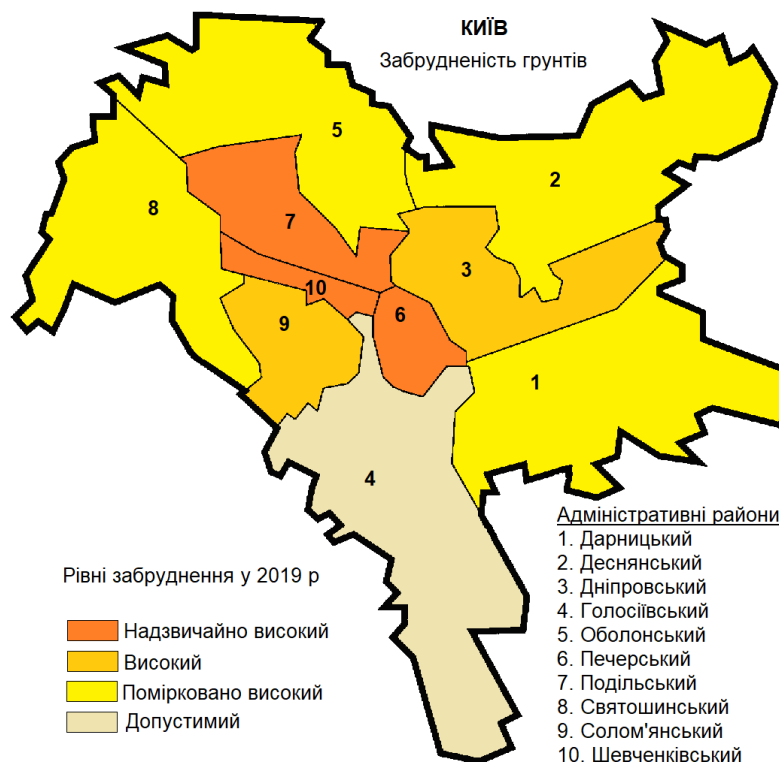 КИЇВ
Забрудненість грунтів
5
2
8
7
3
10
6
9
1
4
Адміністративні райони
1. Дарницький
2. Деснянський
3. Дніпровський
4. Голосіївський
5. Оболонський
6. Печерський
7. Подільський
8. Святошинський
9. Солом'янський
10. Шевченківський
Рівні забруднення у 2019 р
Надзвичайно високий
Високий
Помірковано високий
Допустимий